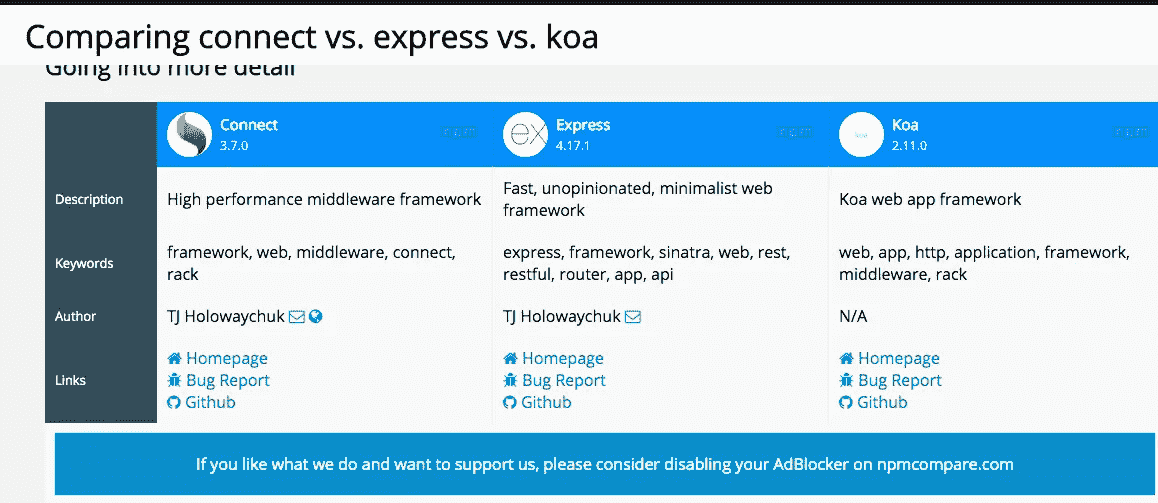 Comparing connect vs. express vs. koa
Going into more detail
Connect
3.7.0
npm
ex
Express
4.17.1
npm
koa
Koa
2.11.0
npm
Description
High performance middleware framework
Fast, unopinionated, minimalist web
framework
Koa web app framework
Keywords
framework, web, middleware, connect,
rack
express, framework, sinatra, web, rest,
restful, router, app, api
web, app, http, application, framework,
middleware, rack
Author
TJ Holowaychuk
TJ Holowaychuk
N/A
Links
Homepage
Bug Report
Github
Homepage
Bug Report
Github
Homepage
Bug Report
Github
If you like what we do and want to support us, please consider disabling your AdBlocker on npmcompare.com